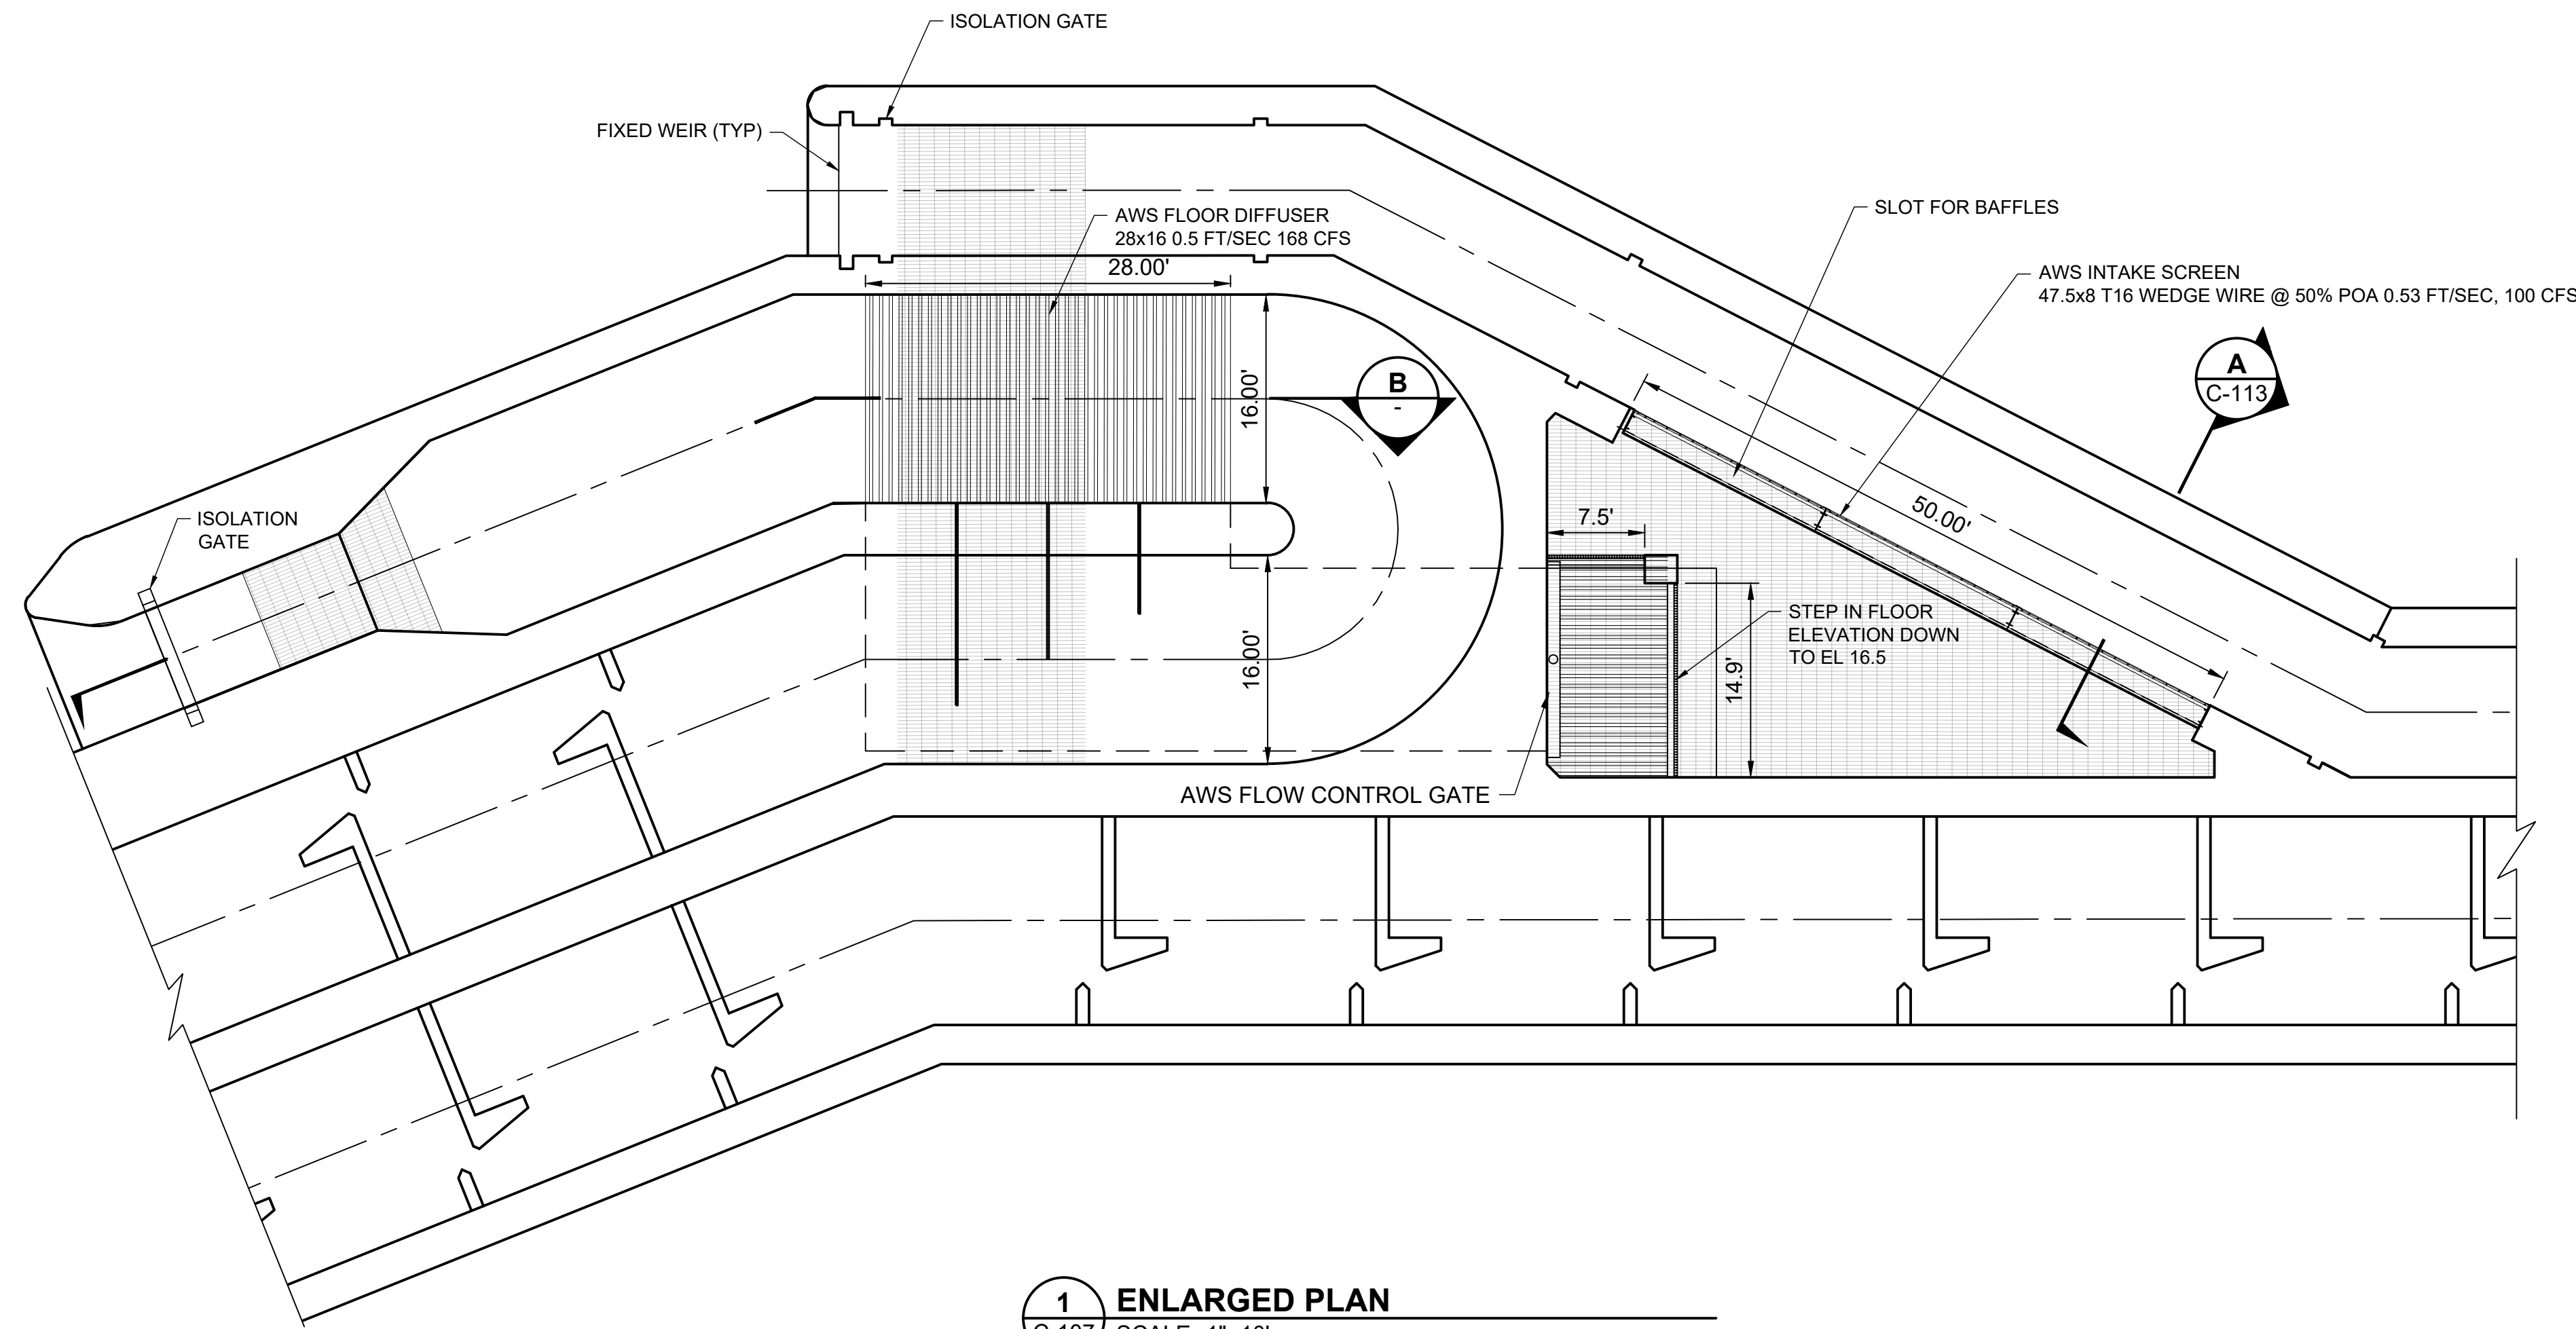 ISOLATION GATE
FIXED WEIR (TYP)
AWS FLOOR DIFFUSER
28x16 0.5 FT/SEC 168 CFS
28.00'
SLOT FOR BAFFLES
AWS INTAKE SCREEN
47.5x8 T16 WEDGE WIRE @ 50% POA 0.53 FT/SEC, 100 CFS
A
C-113
B
-
16.00'
ISOLATION
GATE
7.5'
50.00'
STEP IN FLOOR
ELEVATION DOWN
TO EL 16.5
14.9'
16.00'
AWS FLOW CONTROL GATE
1
ENLARGED PLAN